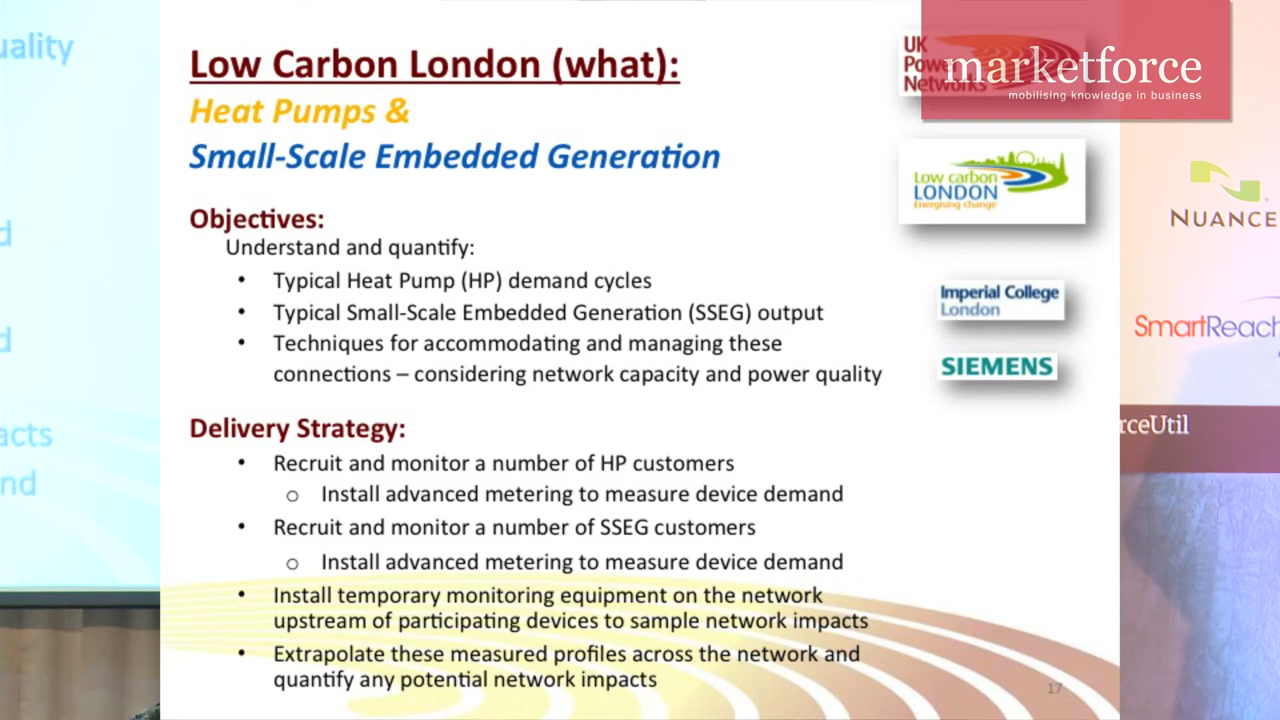 Low Carbon London (what):
Heat Pumps &
Small-Scale Embedded Generation
Objectives:
Understand and quantify:
• Typical Heat Pump (HP) demand cycles
• Typical Small-Scale Embedded Generation (SSEG) output
• Techniques for accommodating and managing these
connections – considering network capacity and power quality
Delivery Strategy:
• Recruit and monitor a number of HP customers
o Install advanced metering to measure device demand
• Recruit and monitor a number of SSEG customers
o Install advanced metering to measure device demand
• Install temporary monitoring equipment on the network
upstream of participating devices to sample network impacts
• Extrapolate these measured profiles across the network and
quantify any potential network impacts
17
UK
Power
Networks
marketforce
mobilising knowledge in business
Low carbon
LONDON
Energising change
Imperial College
London
SIEMENS
NUANCE
SmartReach
rceUtil
uality
d
d
acts
nd